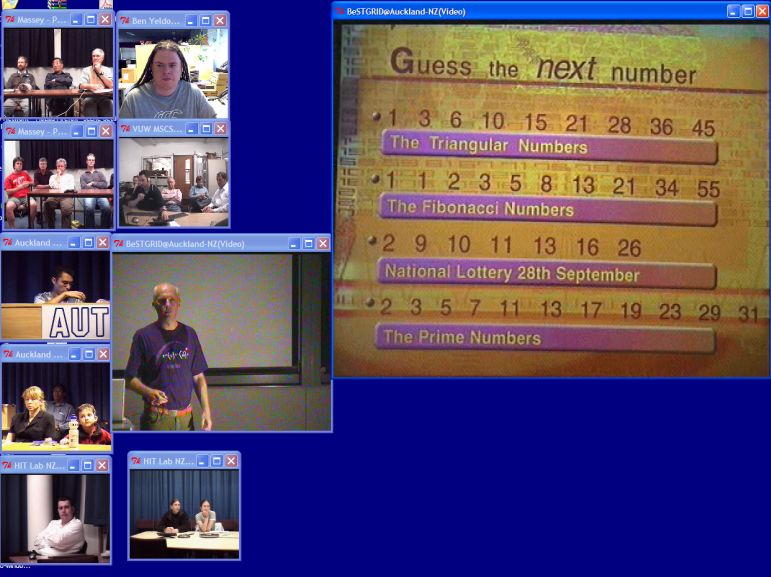 Massey - P...
Ben Yeldo...
BeSTGRID@Auckland-NZ(Video)
Guess the next number
1 3 6 10 15 21 28 36 45
The Triangular Numbers
1 1 2 3 5 8 13 21 34 55
The Fibonacci Numbers
2 9 10 11 13 16 26
National Lottery 28th September
2 3 5 7 11 13 17 19 23 29 31
The Prime Numbers
Massey - P...
VUW MSCS...
Auckland ...
BeSTGRID@Auckland-NZ(Video)
AUT
Auckland ...
HIT Lab NZ...
HIT Lab NZ...